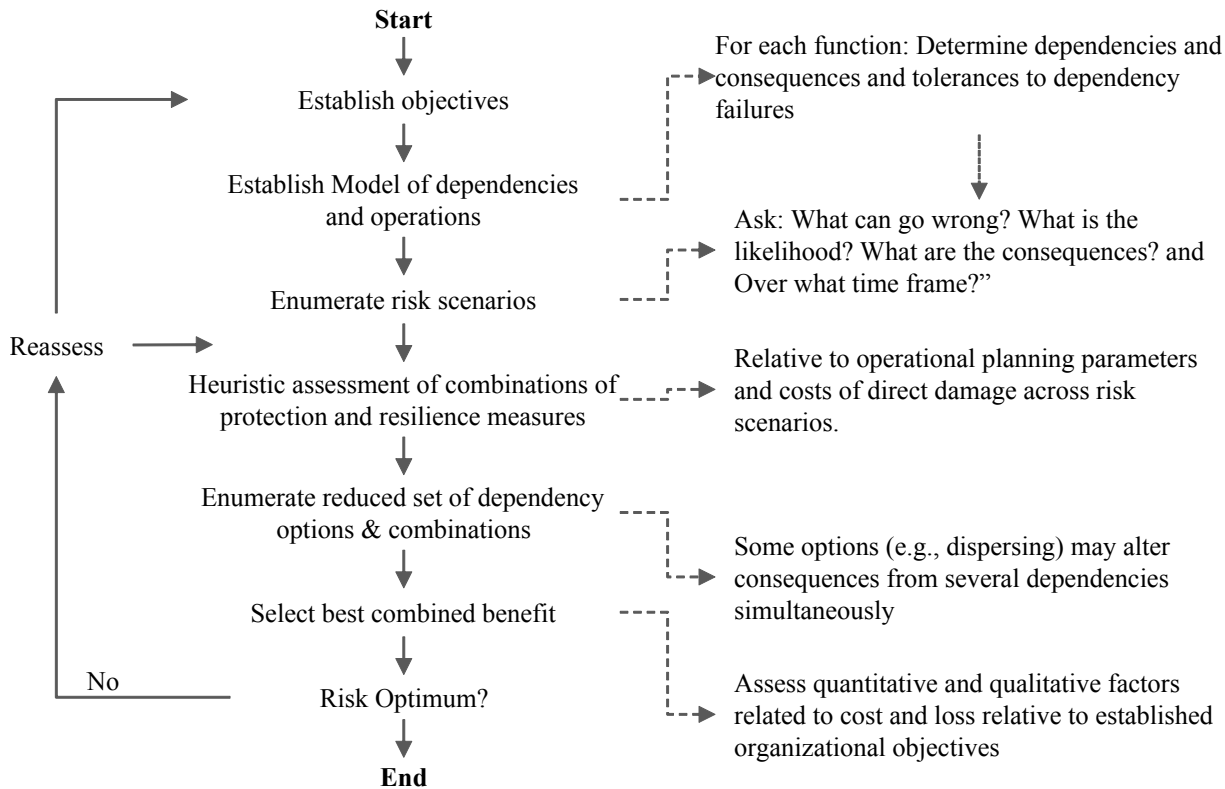 Start
Establish objectives
Establish Model of dependencies
and operations
Enumerate risk scenarios
Reassess
Heuristic assessment of combinations of
protection and resilience measures
Enumerate reduced set of dependency
options & combinations
Select best combined benefit
No
Risk Optimum?
End
For each function: Determine dependencies and
consequences and tolerances to dependency
failures
Ask: What can go wrong? What is the
likelihood? What are the consequences? and
Over what time frame?”
Relative to operational planning parameters
and costs of direct damage across risk
scenarios.
Some options (e.g., dispersing) may alter
consequences from several dependencies
simultaneously
Assess quantitative and qualitative factors
related to cost and loss relative to established
organizational objectives